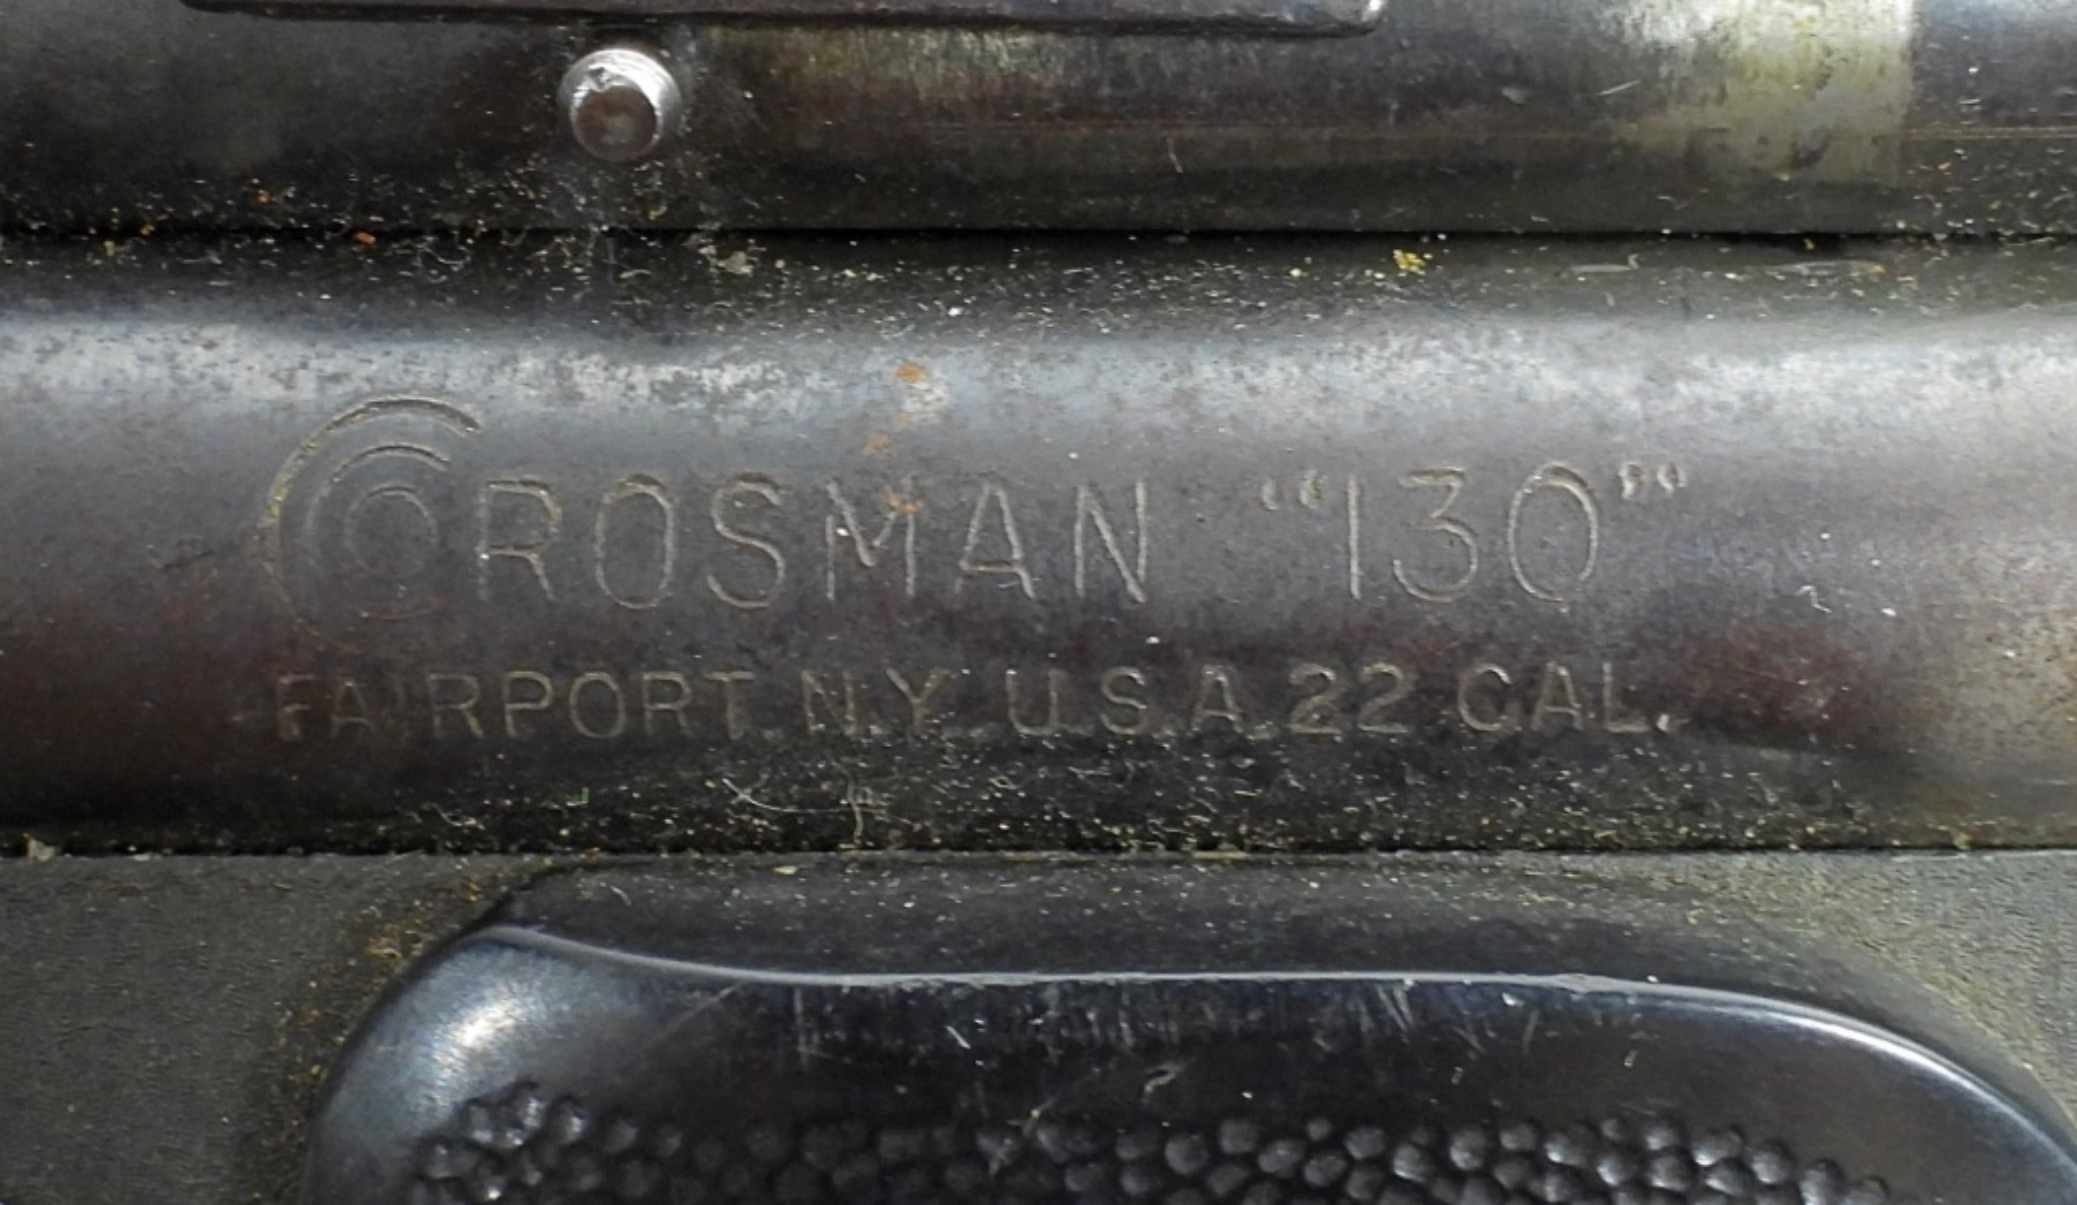 CROSMAN “130”
FAIRPORT. N.Y. U.S.A. 22 CAL.